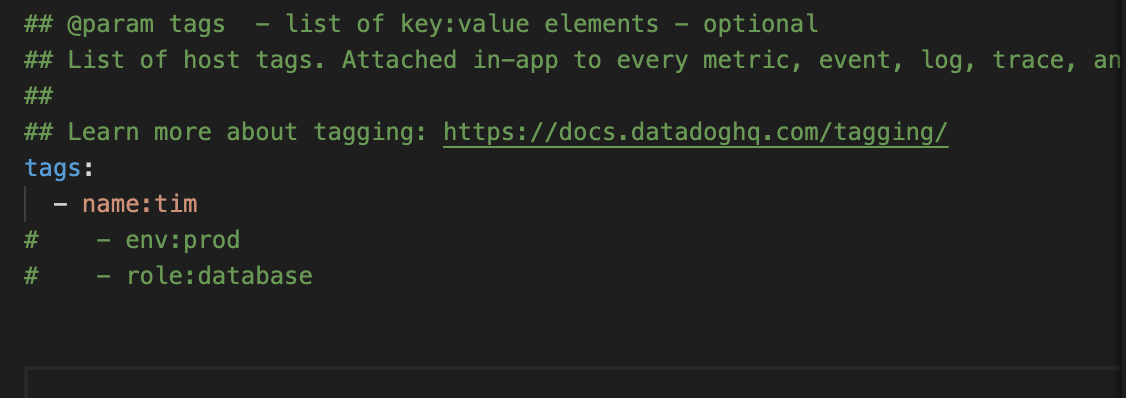 ## @param tags  - list of key:value elements - optional
## List of host tags. Attached in-app to every metric, event, log, trace, an
##
## Learn more about tagging: https://docs.datadoghq.com/tagging/
tags:
  - name:tim
#    - env:prod
#    - role:database